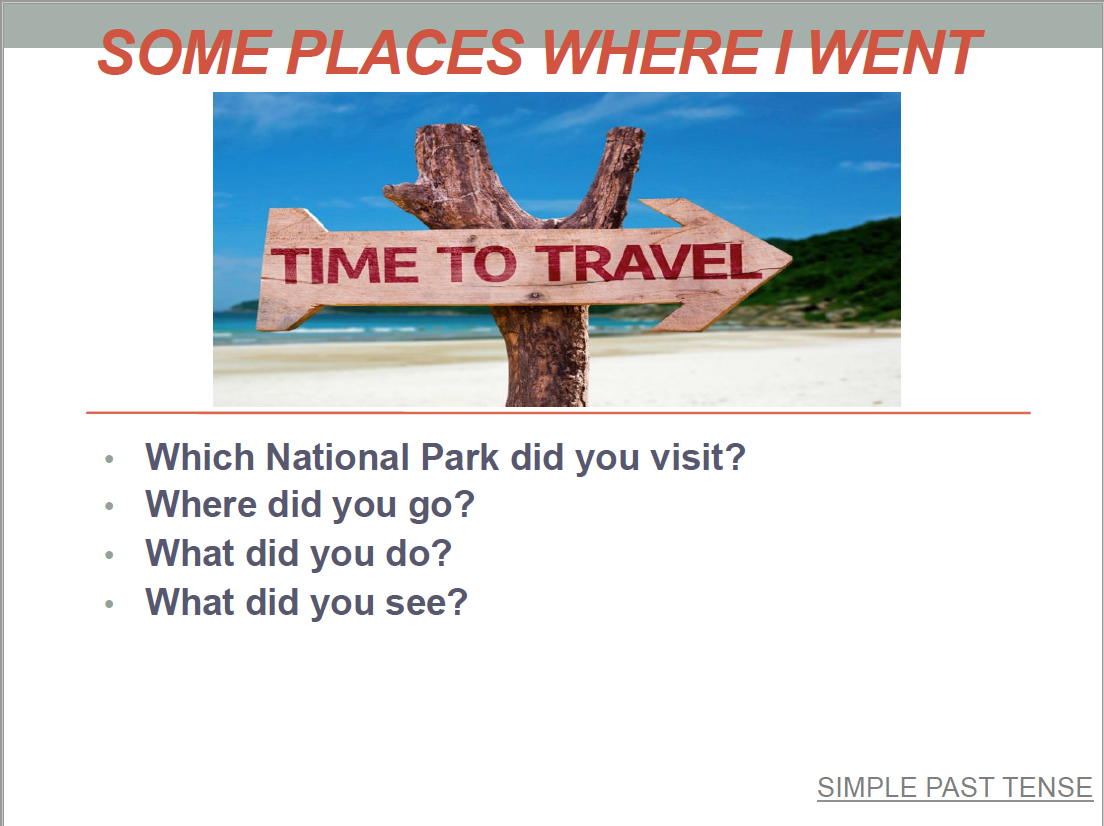 SOME PLACES WHERE I WENT
TIME TO TRAVEL
• Which National Park did you visit?
• Where did you go?
• What did you do?
• What did you see?
SIMPLE PAST TENSE